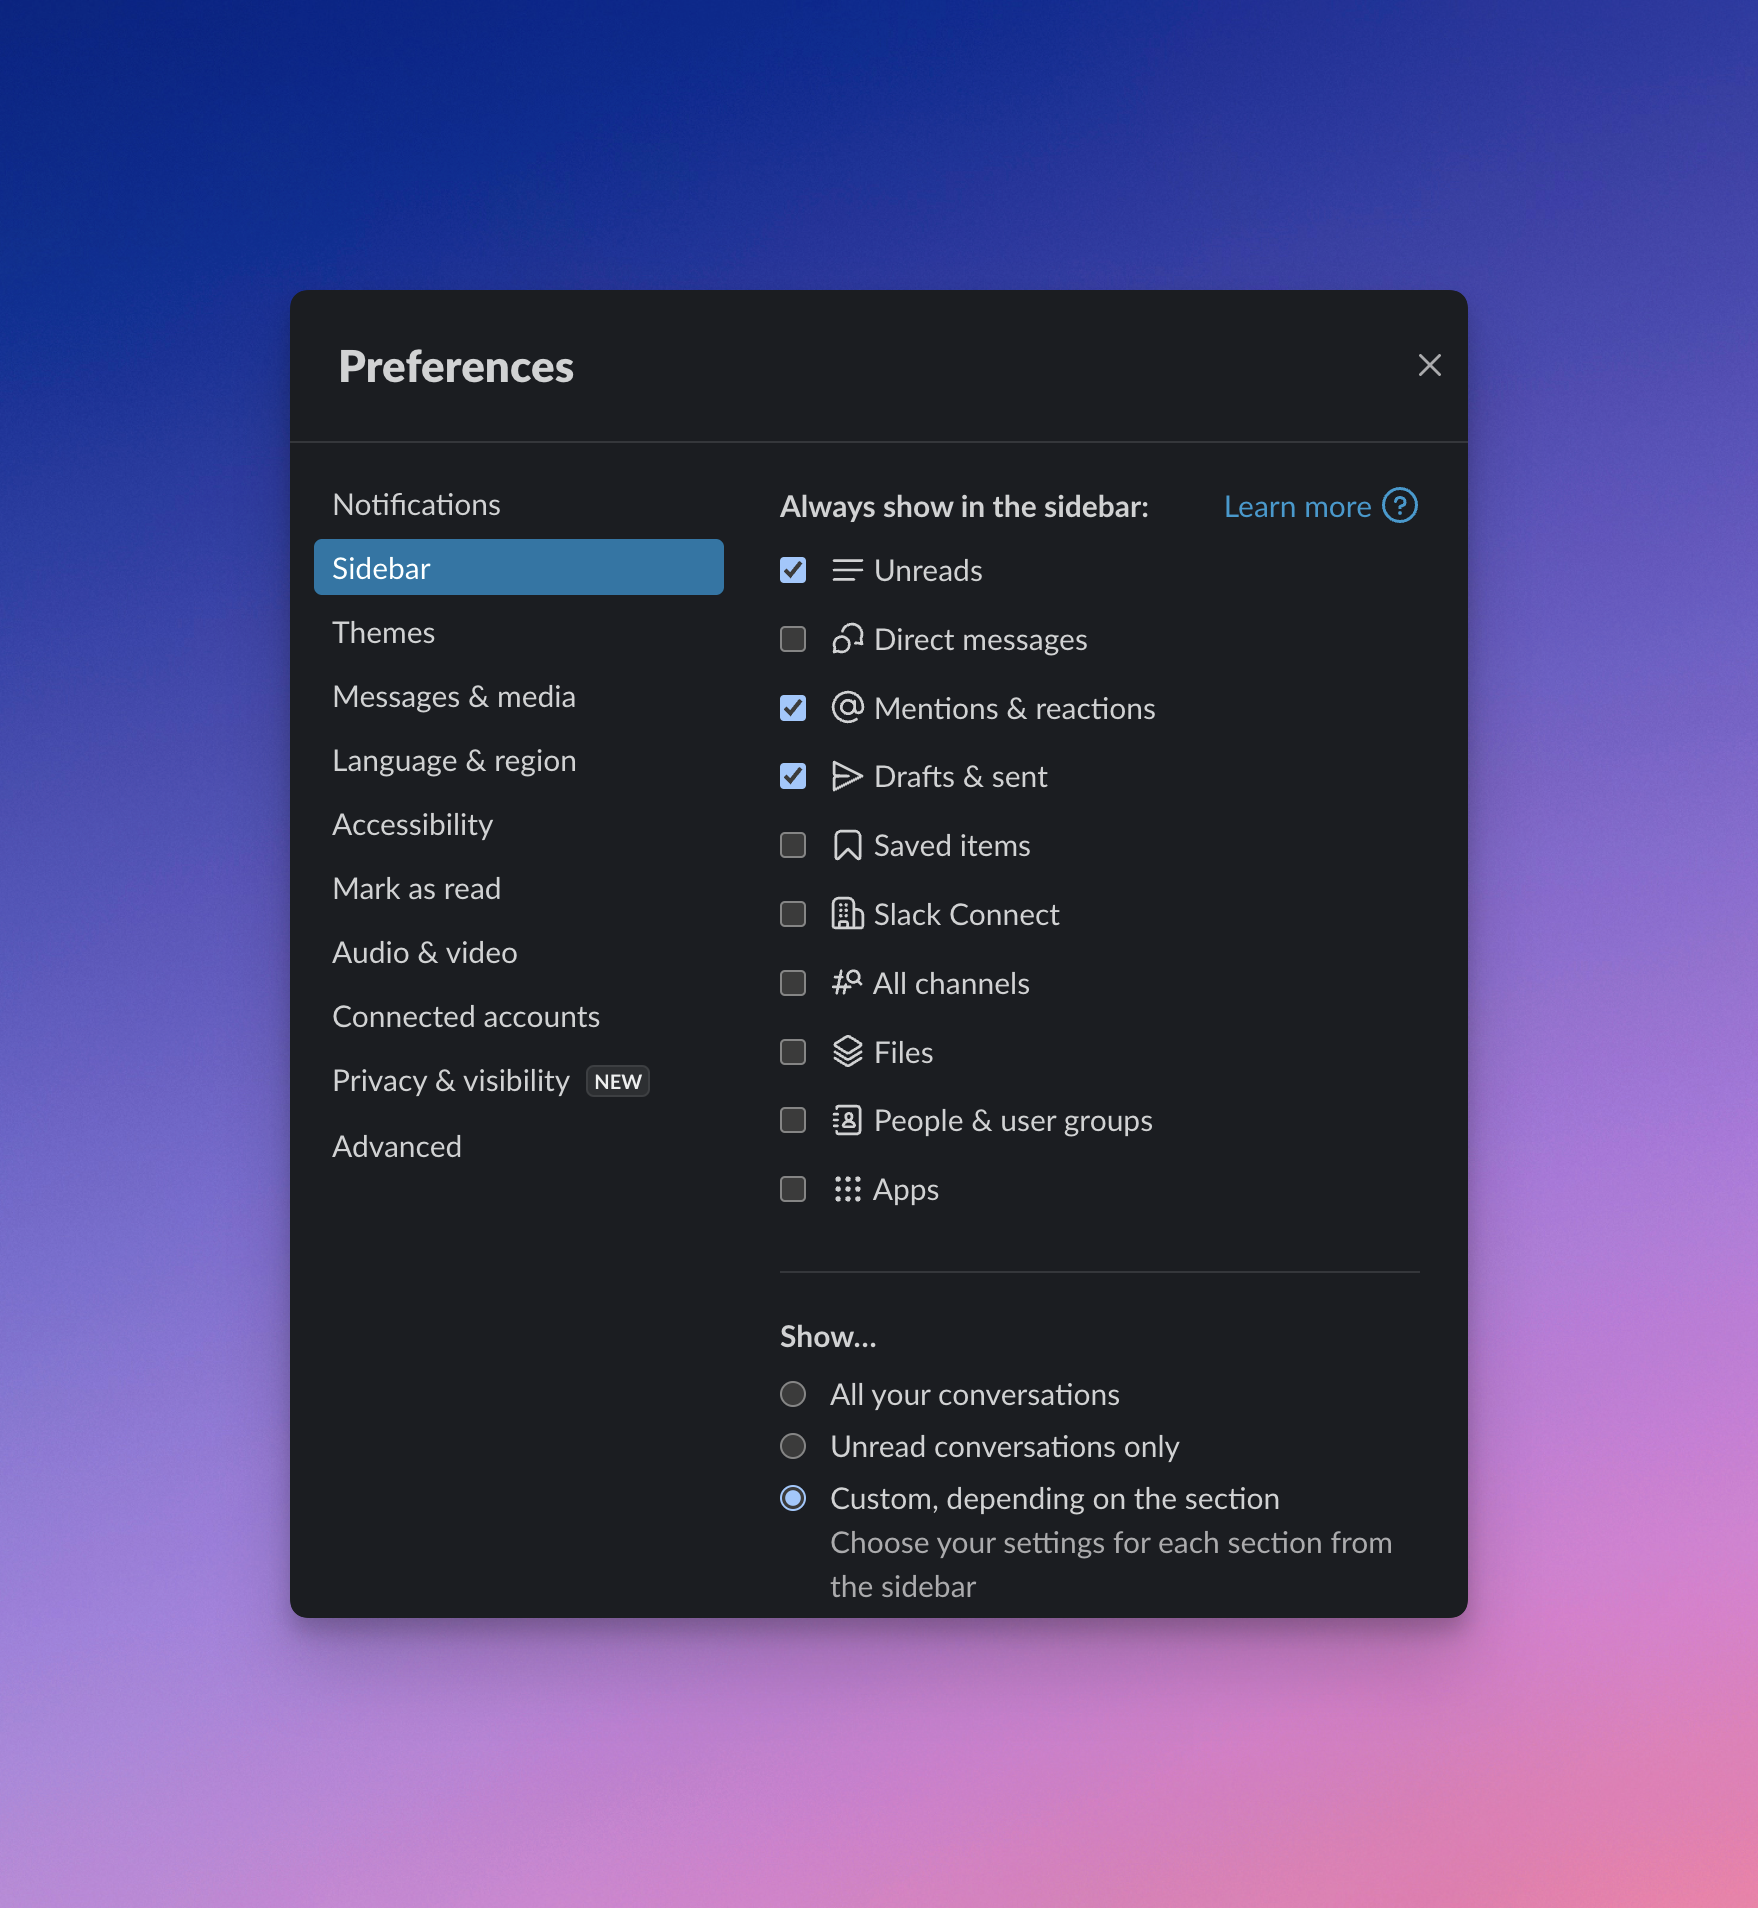 Preferences
Notifications
Sidebar
Themes
Messages & media
Language & region
Accessibility
Mark as read
Audio & video
Connected accounts
Privacy & visibility NEW
Advanced
Always show in the sidebar: Learn more
Unreads
Direct messages
Mentions & reactions
Drafts & sent
Saved items
Slack Connect
All channels
Files
People & user groups
Apps
Show...
All your conversations
Unread conversations only
Custom, depending on the section
Choose your settings for each section from
the sidebar